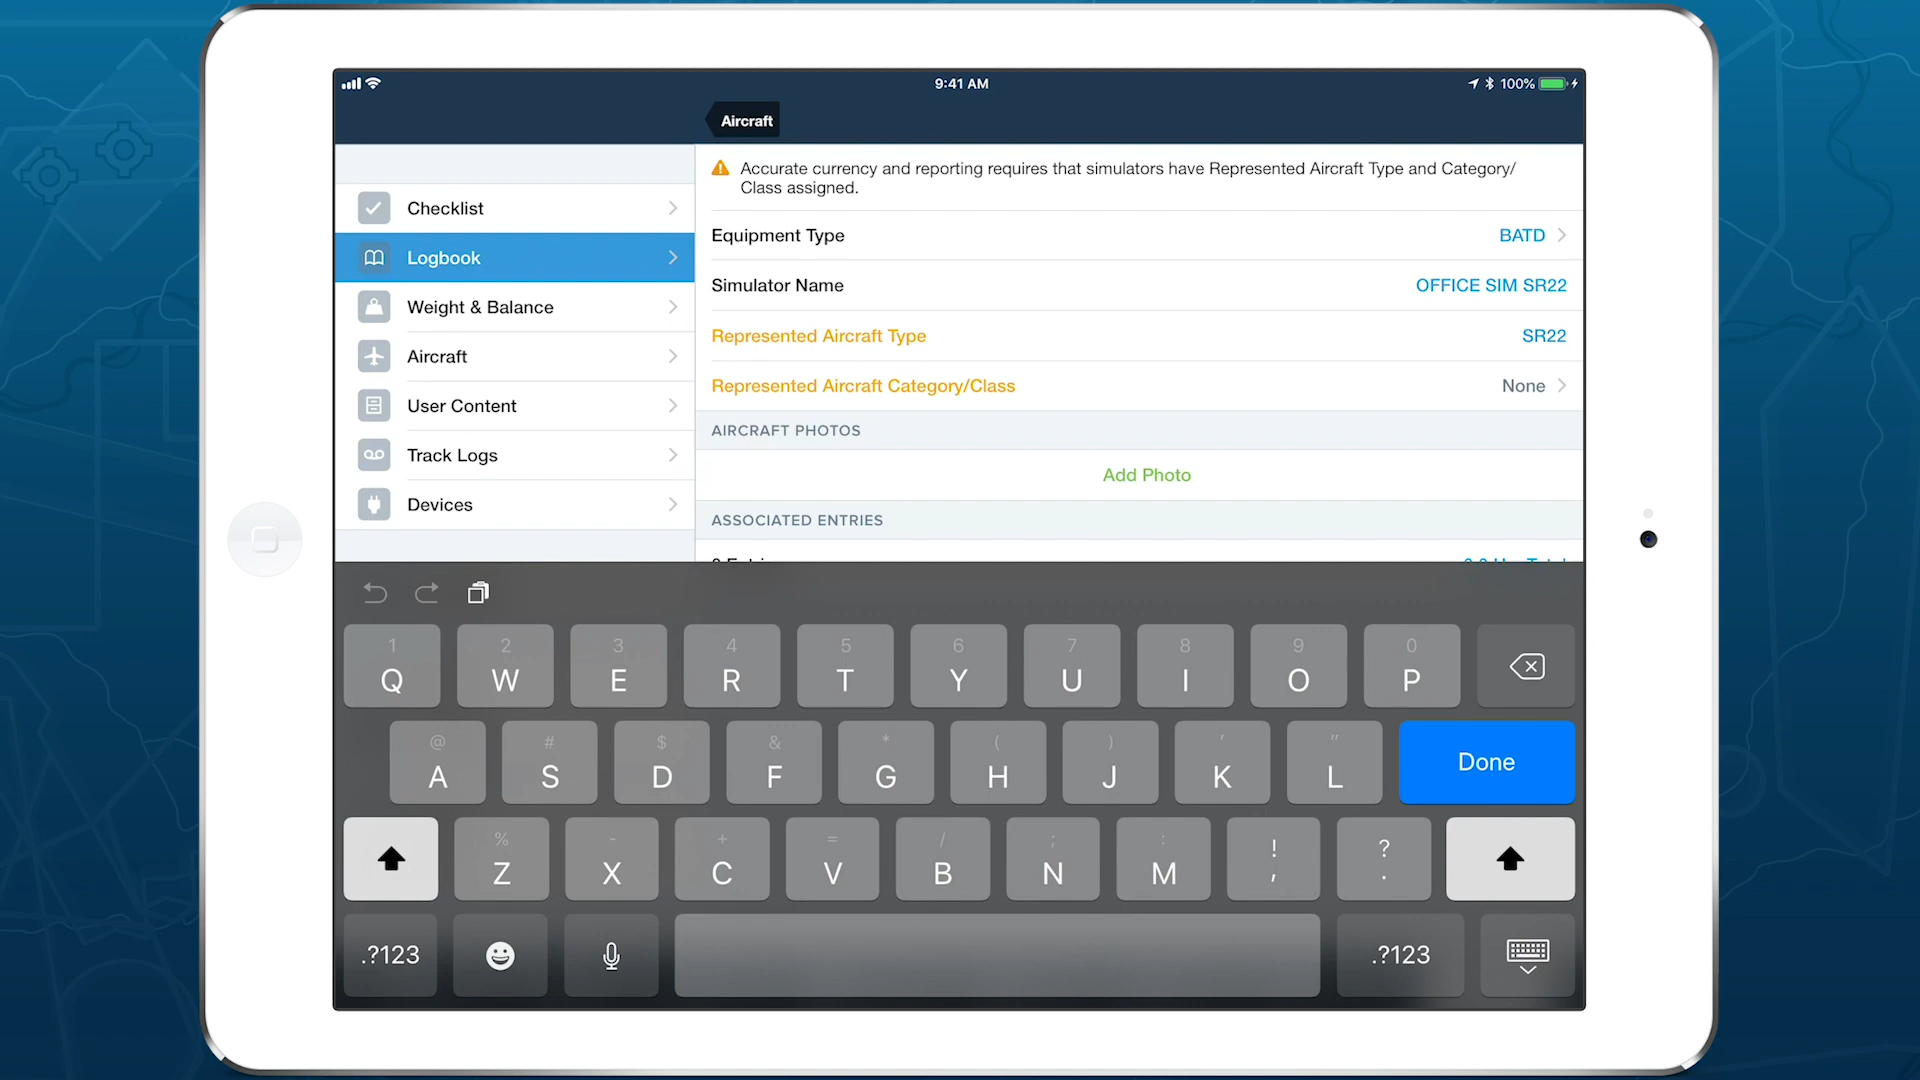 9:41 AM
100%
Aircraft
Accurate currency and reporting requires that simulators have Represented Aircraft Type and Category/
Class assigned.
Checklist
Logbook
Weight & Balance
Aircraft
User Content
Track Logs
Devices
Equipment Type BATD
Simulator Name OFFICE SIM SR22
Represented Aircraft Type SR22
Represented Aircraft Category/Class None
AIRCRAFT PHOTOS
Add Photo
ASSOCIATED ENTRIES
1 2 3 4 5 6 7 8 9 0
Q W E R T Y U I O P
@ # $ & * ( ) ' "
A S D F G H J K L Done
% - + = / ; : ! ?
Z X C V B N M , .
.?123 .?123